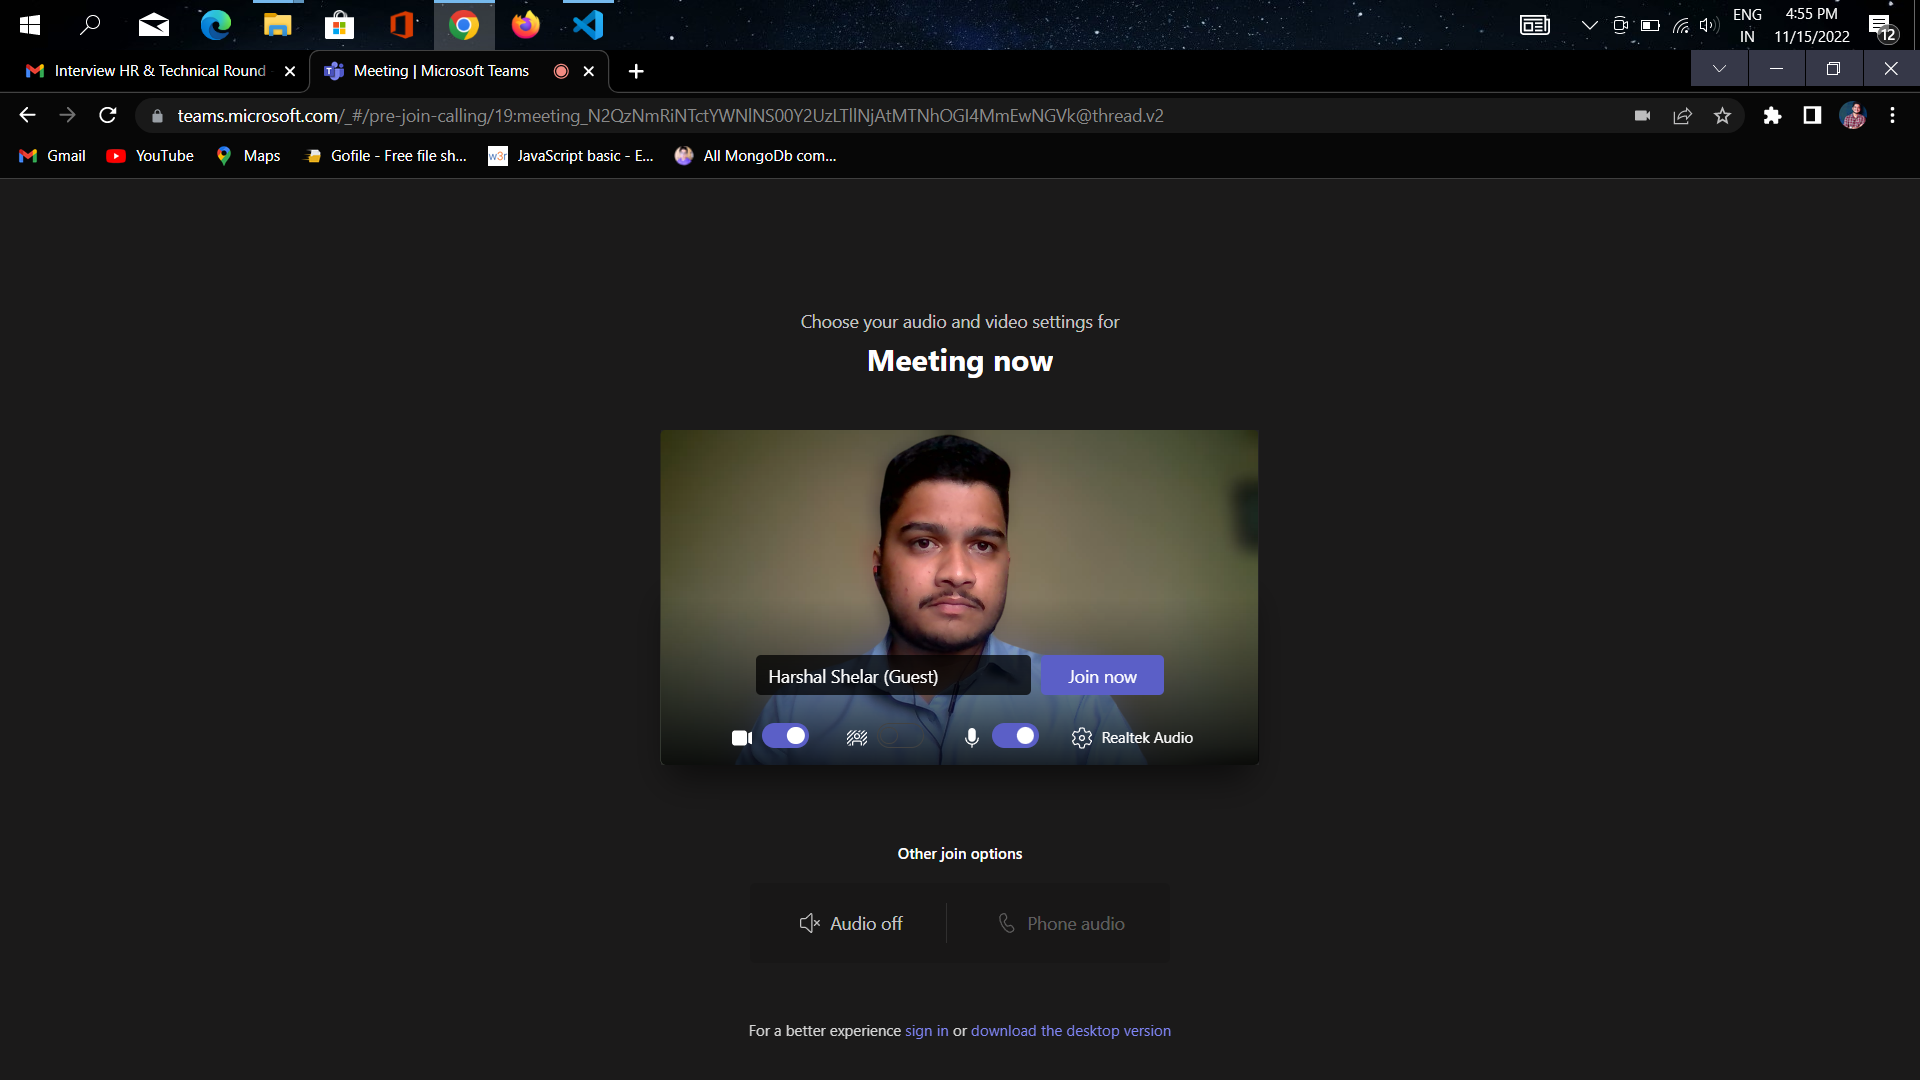 ENG
IN
4:55 PM
11/15/2022
12
Interview HR & Technical Round
Meeting | Microsoft Teams
teams.microsoft.com/_#/pre-join-calling/19:meeting_N2QzNmRiNTctYWNlNS00Y2UzLTllNjAtMTNhOGI4MmEwNGVk@thread.v2
Gmail
YouTube
Maps
Gofile - Free file sh...
w3r
JavaScript basic - E...
All MongoDb com...
Choose your audio and video settings for
Meeting now
Harshal Shelar (Guest)
Join now
Realtek Audio
Other join options
Audio off
Phone audio
For a better experience sign in or download the desktop version